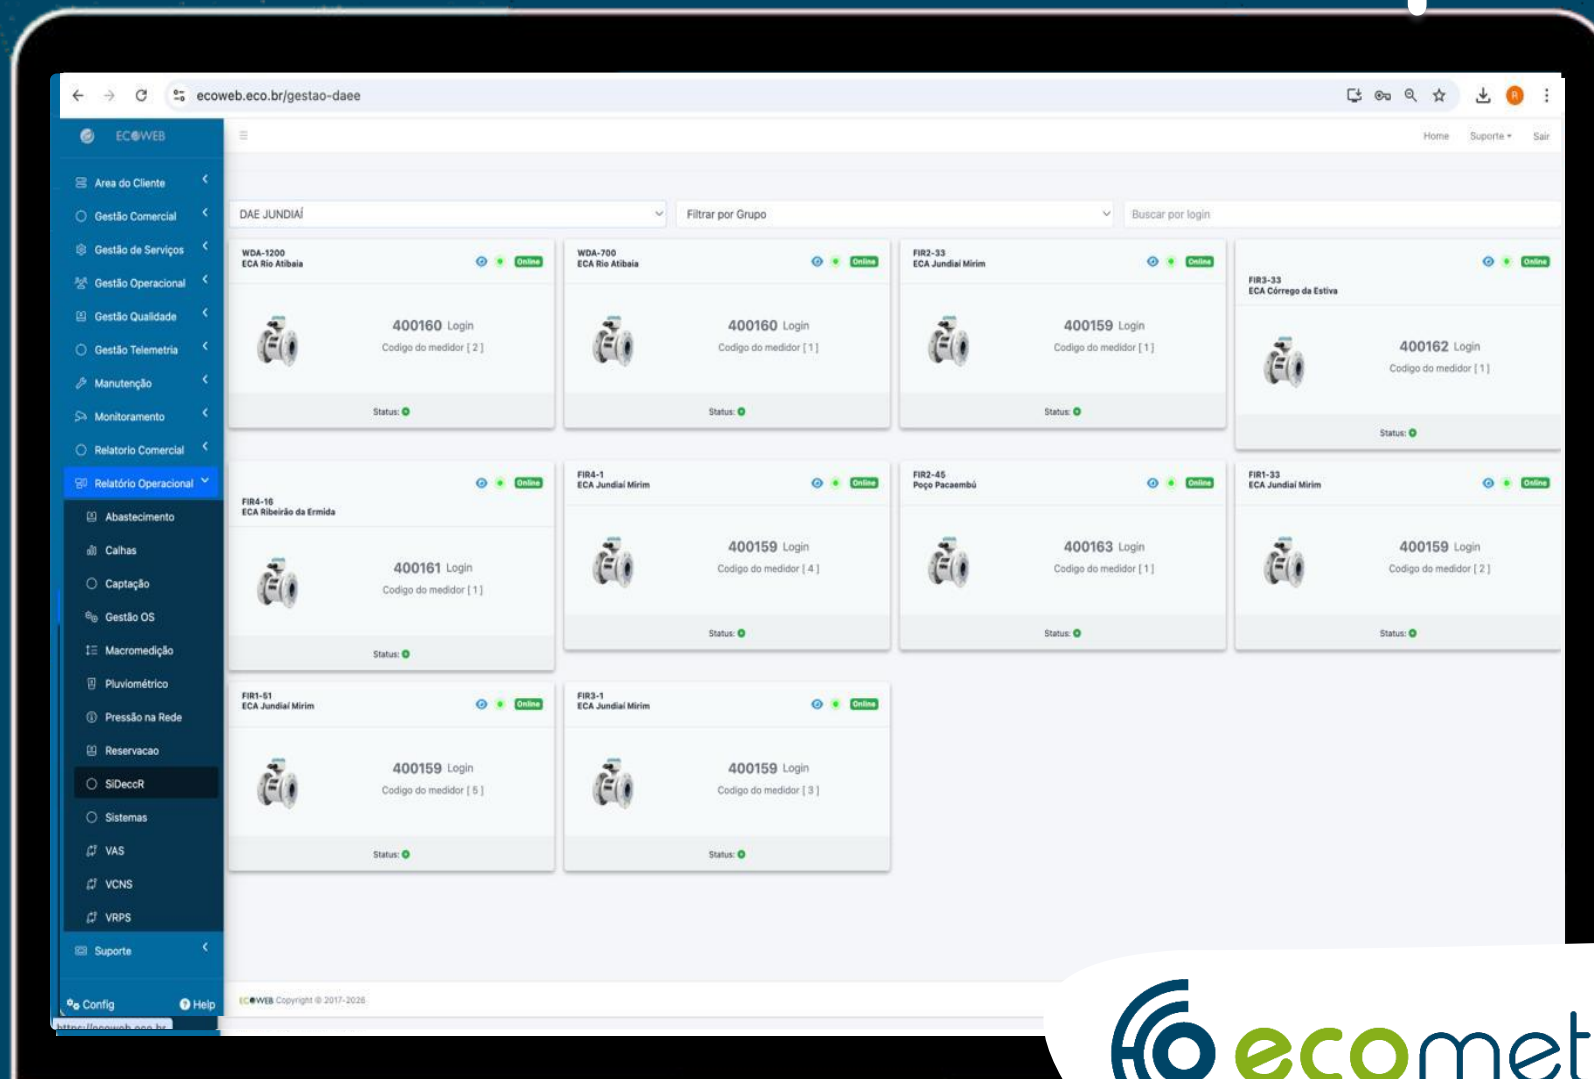 ecoweb.eco.br/gestao-daee
R
ECOWEB
Home
Suporte
Sair
Area do Cliente
Gestão Comercial
Gestão de Serviços
Gestão Operacional
Gestão Qualidade
Gestão Telemetria
Manutenção
Monitoramento
Relatorio Comercial
Relatório Operacional
Abastecimento
Calhas
Captação
Gestão OS
Macromedição
Pluviométrico
Pressão na Rede
Reservacao
SiDeccR
Sistemas
VAS
VCNS
VRPS
Suporte
Config
Help
DAE JUNDIAÍ
Filtrar por Grupo
Buscar por login
WDA-1200
ECA Rio Atibaia
Online
400160 Login
Codigo do medidor [ 2 ]
Status:
WDA-700
ECA Rio Atibaia
Online
400160 Login
Codigo do medidor [ 1 ]
Status:
FIR2-33
ECA Jundiaí Mirim
Online
400159 Login
Codigo do medidor [ 1 ]
Status:
Online
FIR3-33
ECA Córrego da Estiva
400162 Login
Codigo do medidor [ 1 ]
Status:
Online
FIR4-16
ECA Ribeirão da Ermida
400161 Login
Codigo do medidor [ 1 ]
Status:
FIR4-1
ECA Jundiaí Mirim
Online
400159 Login
Codigo do medidor [ 4 ]
Status:
FIR2-45
Poço Pacaembú
Online
400163 Login
Codigo do medidor [ 1 ]
Status:
FIR1-33
ECA Jundiaí Mirim
Online
400159 Login
Codigo do medidor [ 2 ]
Status:
FIR1-51
ECA Jundiaí Mirim
Online
400159 Login
Codigo do medidor [ 5 ]
Status:
FIR3-1
ECA Jundiaí Mirim
Online
400159 Login
Codigo do medidor [ 3 ]
Status:
ECOWEB Copyright © 2017-2026
https://ecoweb.eco.br
ecomet